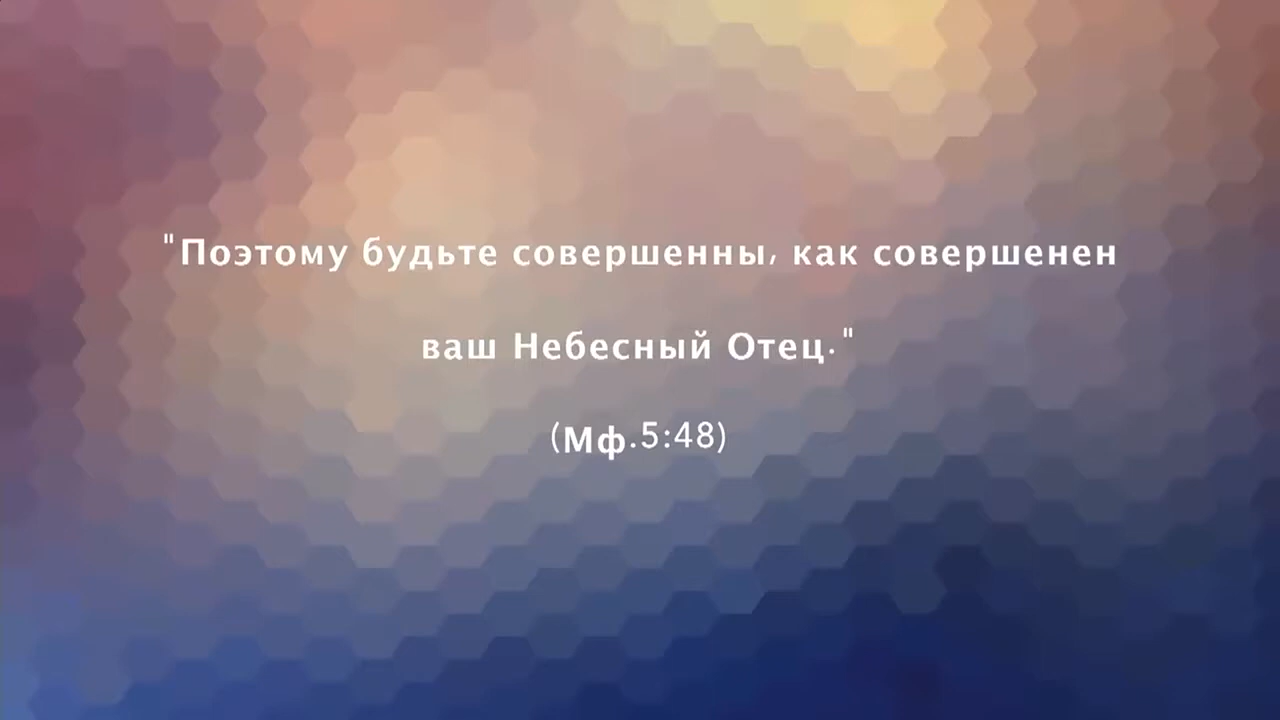 "Поэтому будьте совершенны, как совершенен
ваш Небесный Отец."
(Мф.5:48)